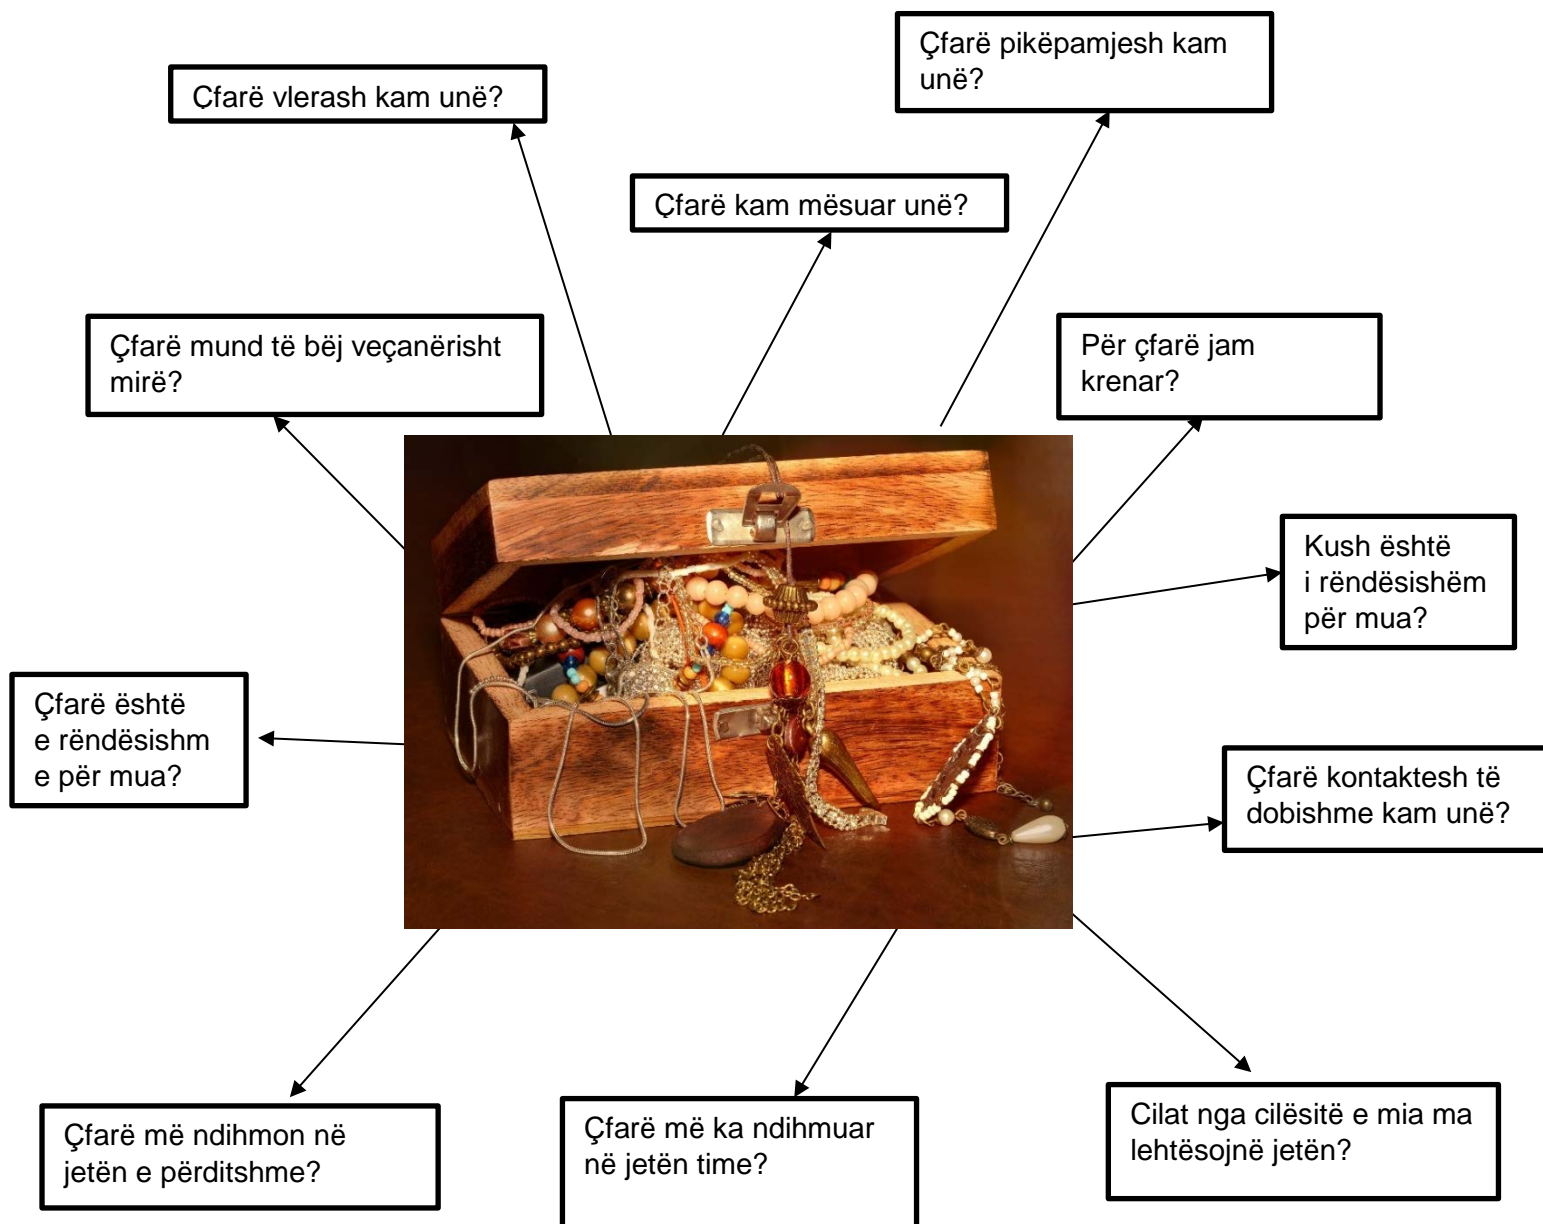 Çfarë pikëpamjesh kam
unë?
Çfarë vlerash kam unë?
Çfarë kam mësuar unë?
Çfarë mund të bëj veçanërisht
mirë?
Për çfarë jam
krenar?
Kush është
i rëndësishëm
për mua?
Çfarë është
e rëndësishm
e për mua?
Çfarë kontaktesh të
dobishme kam unë?
Çfarë më ndihmon në
jetën e përditshme?
Çfarë më ka ndihmuar
në jetën time?
Cilat nga cilësitë e mia ma
lehtësojnë jetën?